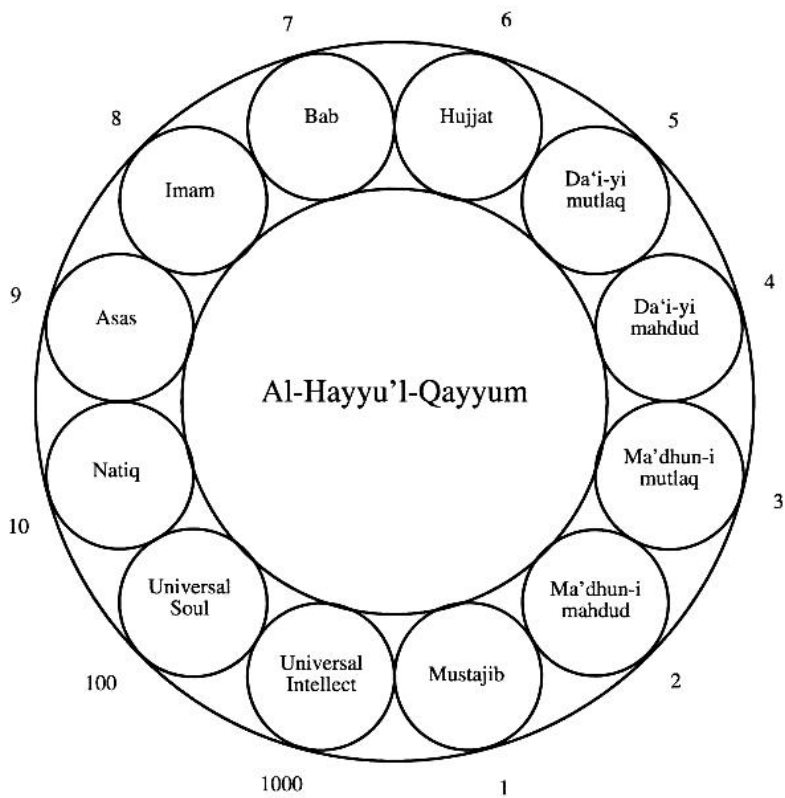 7
6
Bab
Hujjat
8
5
Imam
Da‘i-yi
mutlaq
9
4
Asas
Da‘i-yi
mahdud
Al-Hayyu’l-Qayyum
Natiq
Ma’dhun-i
mutlaq
10
3
Universal
Soul
Ma’dhun-i
mahdud
100
2
Universal
Intellect
Mustajib
1000
1